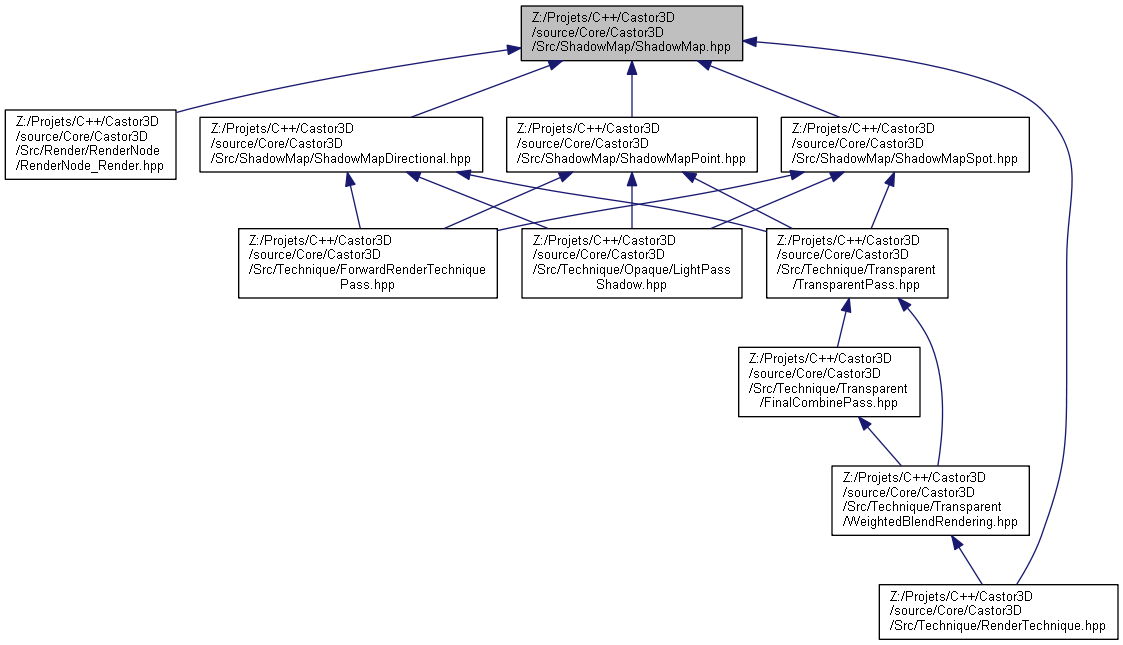 Z:/Projets/C++/Castor3D
/source/Core/Castor3D
/Src/ShadowMap/ShadowMap.hpp
Z:/Projets/C++/Castor3D
/source/Core/Castor3D
/Src/Render/RenderNode
/RenderNode_Render.hpp
Z:/Projets/C++/Castor3D
/source/Core/Castor3D
/Src/ShadowMap/ShadowMapDirectional.hpp
Z:/Projets/C++/Castor3D
/source/Core/Castor3D
/Src/ShadowMap/ShadowMapPoint.hpp
Z:/Projets/C++/Castor3D
/source/Core/Castor3D
/Src/ShadowMap/ShadowMapSpot.hpp
Z:/Projets/C++/Castor3D
/source/Core/Castor3D
/Src/Technique/ForwardRenderTechnique
Pass.hpp
Z:/Projets/C++/Castor3D
/source/Core/Castor3D
/Src/Technique/Opaque/LightPass
Shadow.hpp
Z:/Projets/C++/Castor3D
/source/Core/Castor3D
/Src/Technique/Transparent
/TransparentPass.hpp
Z:/Projets/C++/Castor3D
/source/Core/Castor3D
/Src/Technique/Transparent
/FinalCombinePass.hpp
Z:/Projets/C++/Castor3D
/source/Core/Castor3D
/Src/Technique/Transparent
/WeightedBlendRendering.hpp
Z:/Projets/C++/Castor3D
/source/Core/Castor3D
/Src/Technique/RenderTechnique.hpp